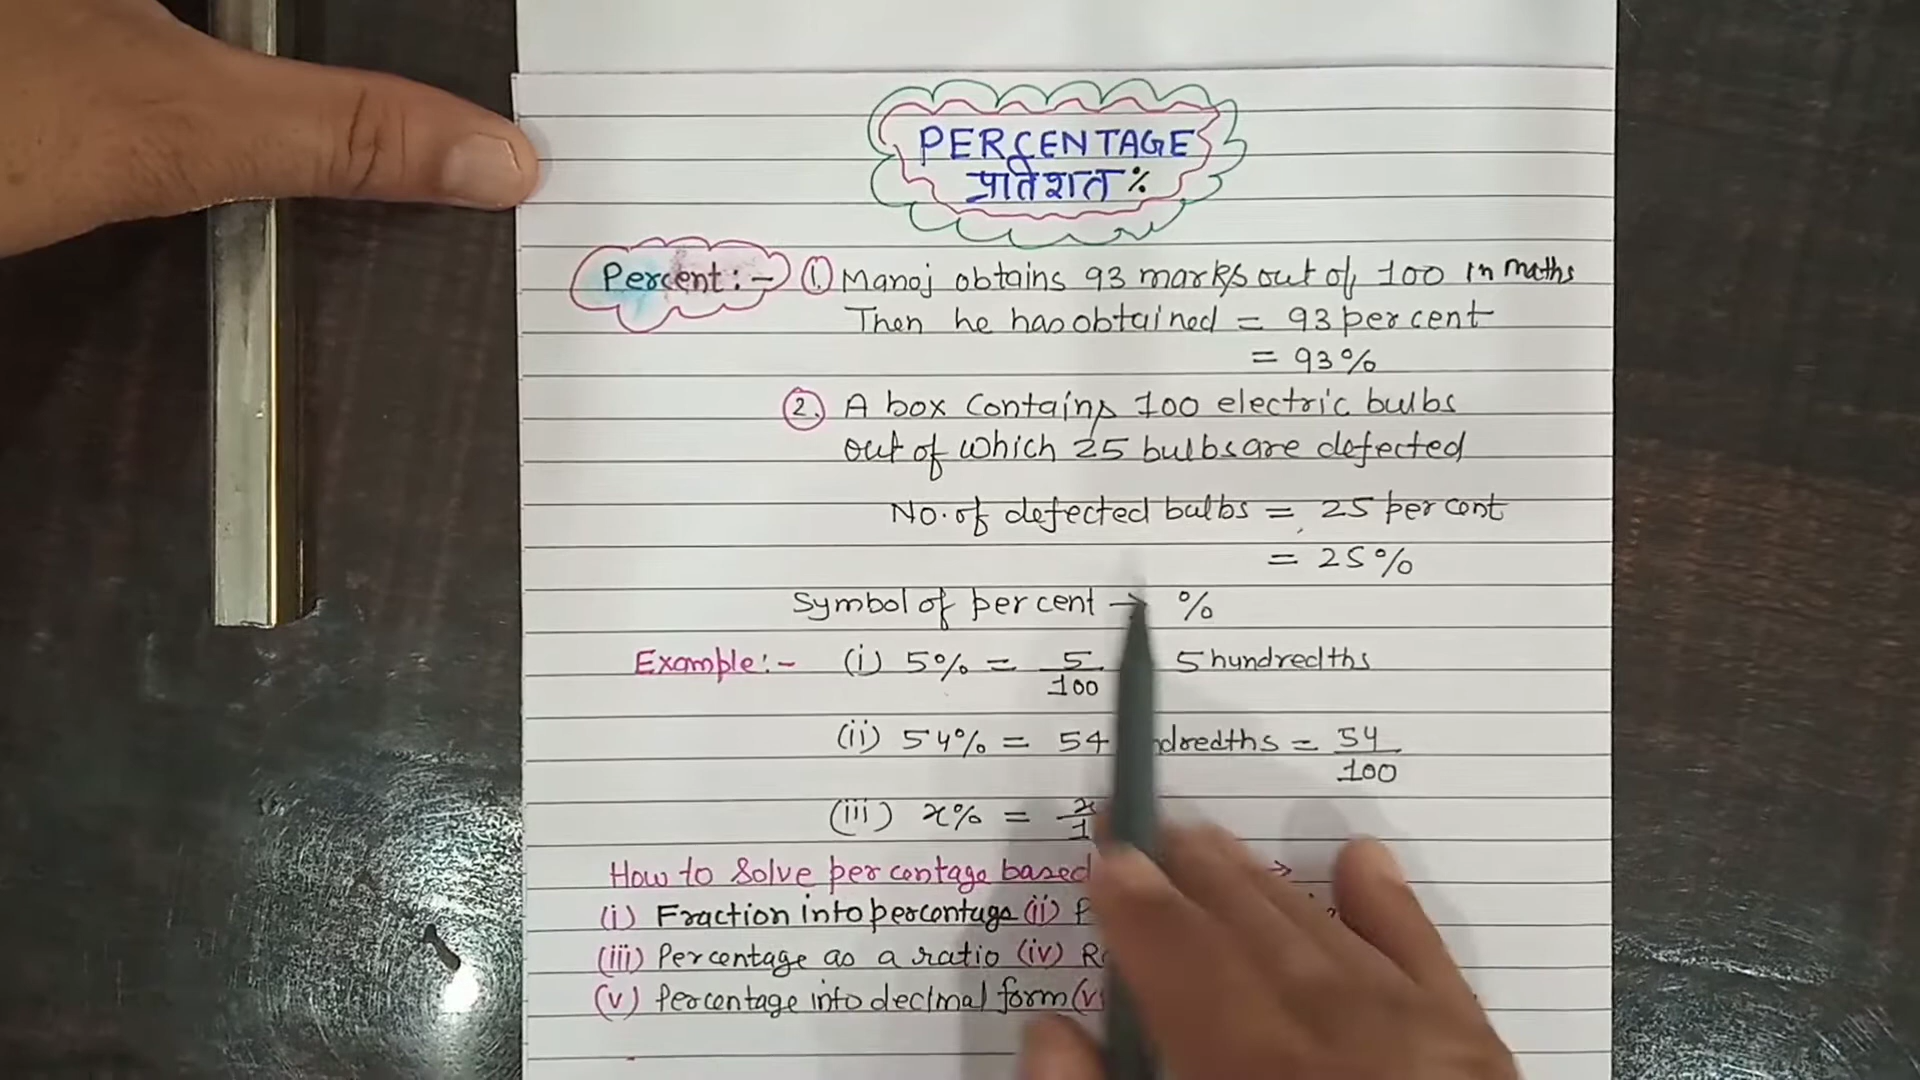 PERCENTAGE
प्रतिशत %
Percent:- 1. Manoj obtains 93 marks out of 100 in maths
Then he has obtained = 93 per cent
= 93%
2. A box contains 100 electric bulbs
out of which 25 bulbs are defected
No. of defected bulbs = 25 per cent
= 25%
Symbol of per cent → %
Example:- (i) 5% = 5/100 5 hundredths
(ii) 54% = 54 dredths = 54/100
(iii) x% = x/1
How to Solve per centage based →
(i) Fraction into percentage (ii) P
(iii) Percentage as a ratio (iv) R
(v) Percentage into decimal form (v